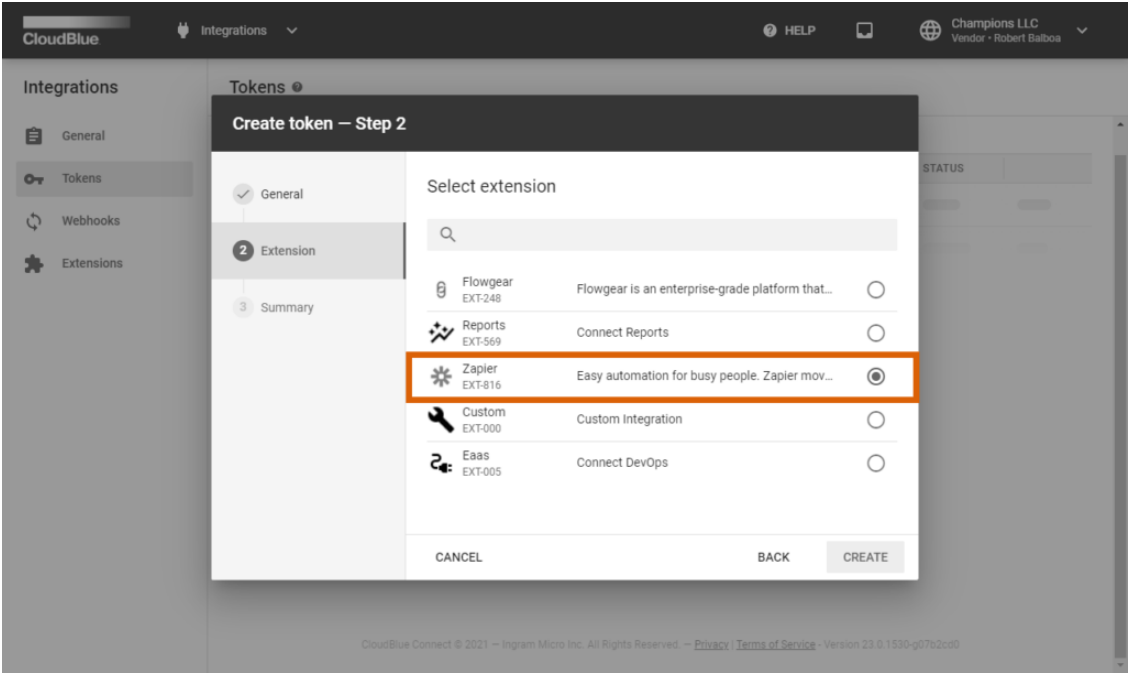 CloudBlue.
Integrations
HELP
Champions LLC
Vendor • Robert Balboa
Integrations
General
Tokens
Webhooks
Extensions
Tokens
STATUS
Create token — Step 2
General
2 Extension
3 Summary
Select extension
Flowgear
EXT-248
Flowgear is an enterprise-grade platform that...
Reports
EXT-569
Connect Reports
Zapier
EXT-816
Easy automation for busy people. Zapier mov...
Custom
EXT-000
Custom Integration
Eaas
EXT-005
Connect DevOps
CANCEL BACK CREATE
CloudBlue Connect © 2021 — Ingram Micro Inc. All Rights Reserved. — Privacy | Terms of Service - Version 23.0.1530-g07b2cd0